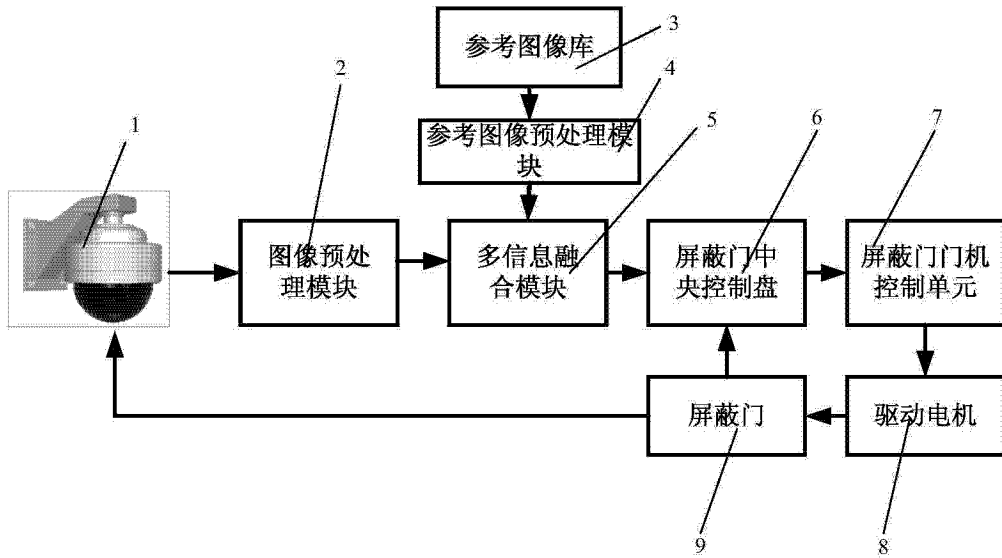 3
参考图像库
4
2
参考图像预处理模
块
5
6
7
1
图像预处
理模块
多信息融
合模块
屏蔽门中
央控制盘
屏蔽门门机
控制单元
屏蔽门
驱动电机
9
8